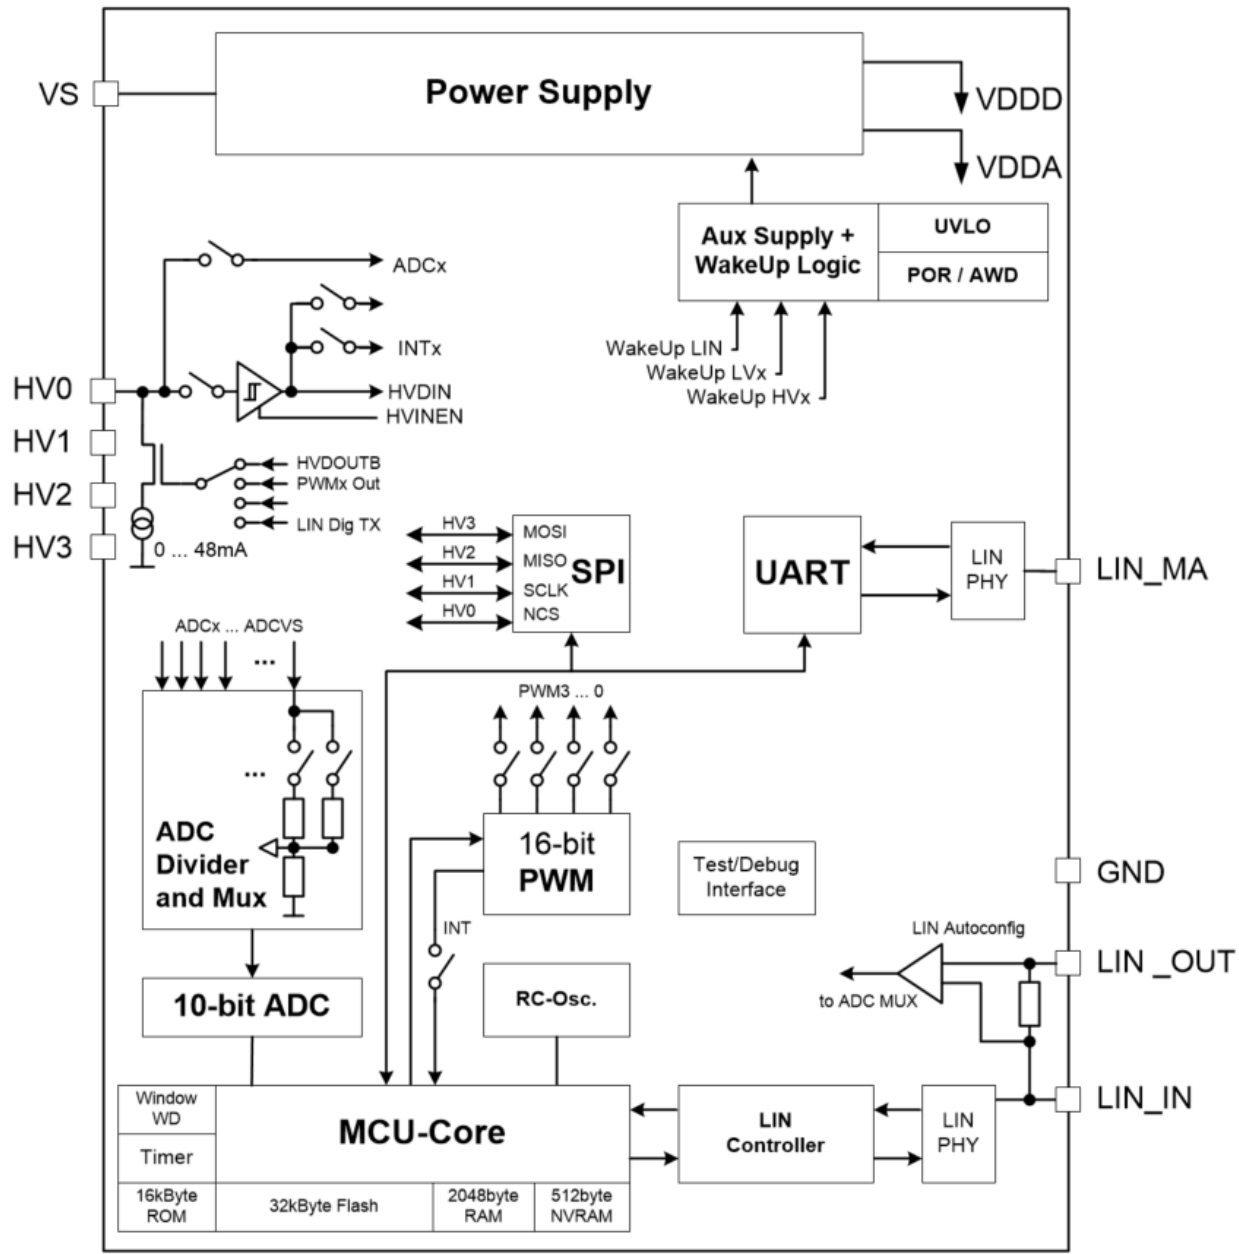 Power Supply
VS
VDDD
VDDA
Aux Supply +
WakeUp Logic
UVLO
POR / AWD
WakeUp LIN
WakeUp LVx
WakeUp HVx
ADCx
INTx
HVDIN
HVINEN
HV0
HV1
HV2
HV3
HVDOUTB
PWMx Out
LIN Dig TX
0 ... 48mA
HV3
HV2
HV1
HV0
MOSI
MISO
SCLK
NCS
SPI
UART
LIN
PHY
LIN_MA
ADCx ... ADCVS
...
...
ADC
Divider
and Mux
PWM3 ... 0
16-bit
PWM
INT
Test/Debug
Interface
GND
LIN Autoconfig
LIN _OUT
to ADC MUX
10-bit ADC
RC-Osc.
LIN_IN
Window
WD
Timer
MCU-Core
LIN
Controller
LIN
PHY
16kByte
ROM
32kByte Flash
2048byte
RAM
512byte
NVRAM